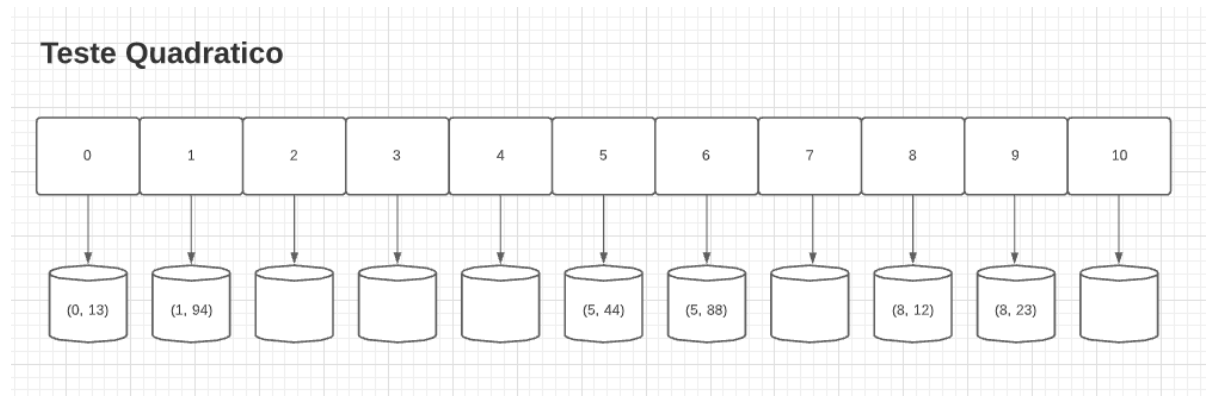 Teste Quadratico
0 1 2 3 4 5 6 7 8 9 10
(0, 13) (1, 94) (5, 44) (5, 88) (8, 12) (8, 23)